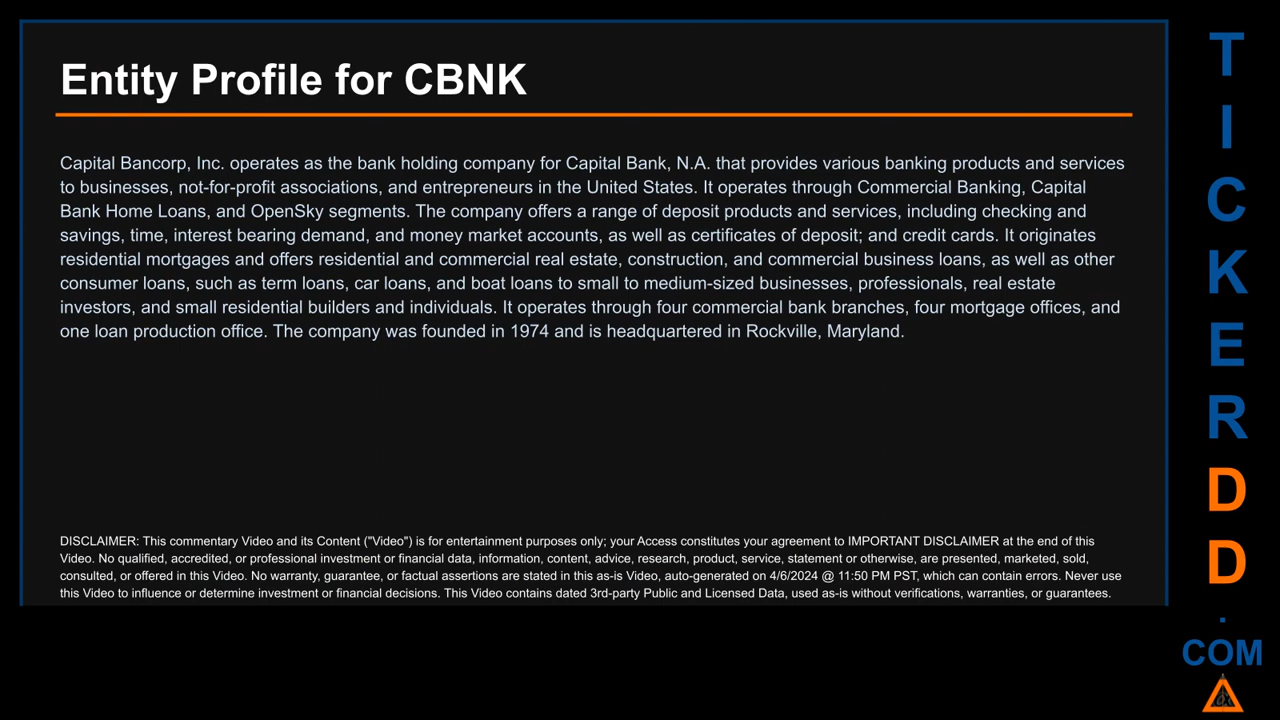 Entity Profile for CBNK
Capital Bancorp, Inc. operates as the bank holding company for Capital Bank, N.A. that provides various banking products and services
to businesses, not-for-profit associations, and entrepreneurs in the United States. It operates through Commercial Banking, Capital
Bank Home Loans, and OpenSky segments. The company offers a range of deposit products and services, including checking and
savings, time, interest bearing demand, and money market accounts, as well as certificates of deposit; and credit cards. It originates
residential mortgages and offers residential and commercial real estate, construction, and commercial business loans, as well as other
consumer loans, such as term loans, car loans, and boat loans to small to medium-sized businesses, professionals, real estate
investors, and small residential builders and individuals. It operates through four commercial bank branches, four mortgage offices, and
one loan production office. The company was founded in 1974 and is headquartered in Rockville, Maryland.
DISCLAIMER: This commentary Video and its Content ("Video") is for entertainment purposes only; your Access constitutes your agreement to IMPORTANT DISCLAIMER at the end of this
Video. No qualified, accredited, or professional investment or financial data, information, content, advice, research, product, service, statement or otherwise, are presented, marketed, sold,
consulted, or offered in this Video. No warranty, guarantee, or factual assertions are stated in this as-is Video, auto-generated on 4/6/2024 @ 11:50 PM PST, which can contain errors. Never use
this Video to influence or determine investment or financial decisions. This Video contains dated 3rd-party Public and Licensed Data, used as-is without verifications, warranties, or guarantees.
T
I
C
K
E
R
D
D
.
COM